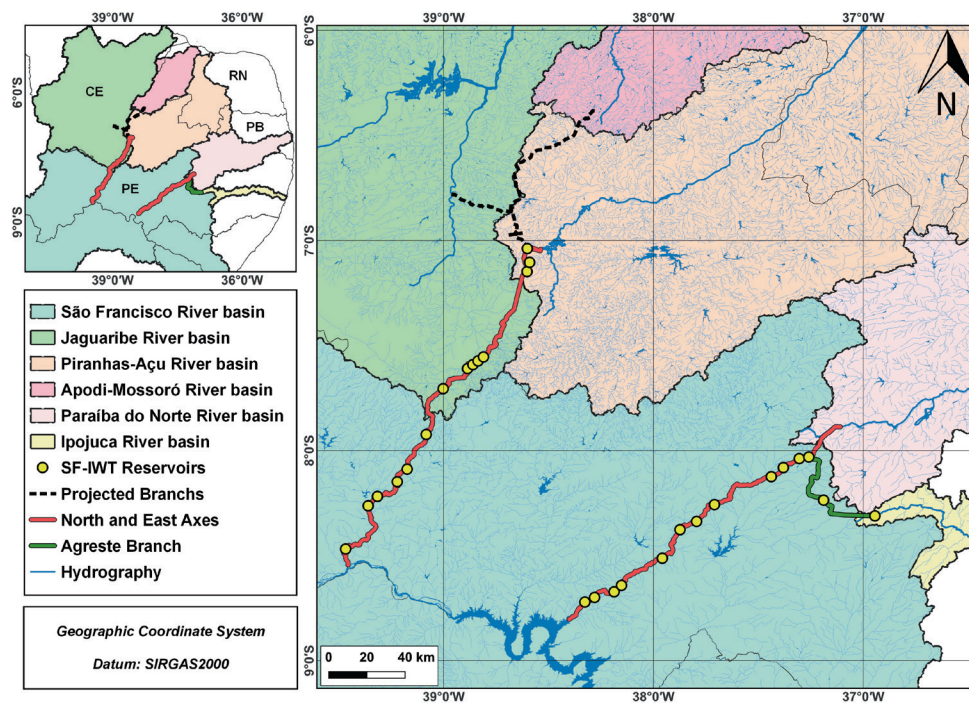 39°0'W
36°0'W
6°0'S
9°0'S
CE
RN
PB
PE
39°0'W
36°0'W
São Francisco River basin
Jaguaribe River basin
Piranhas-Açu River basin
Apodi-Mossoró River basin
Paraíba do Norte River basin
Ipojuca River basin
SF-IWT Reservoirs
Projected Branchs
North and East Axes
Agreste Branch
Hydrography
Geographic Coordinate System
Datum: SIRGAS2000
39°0'W
38°0'W
37°0'W
6°0'S
7°0'S
8°0'S
9°0'S
N
0 20 40 km
39°0'W
38°0'W
37°0'W